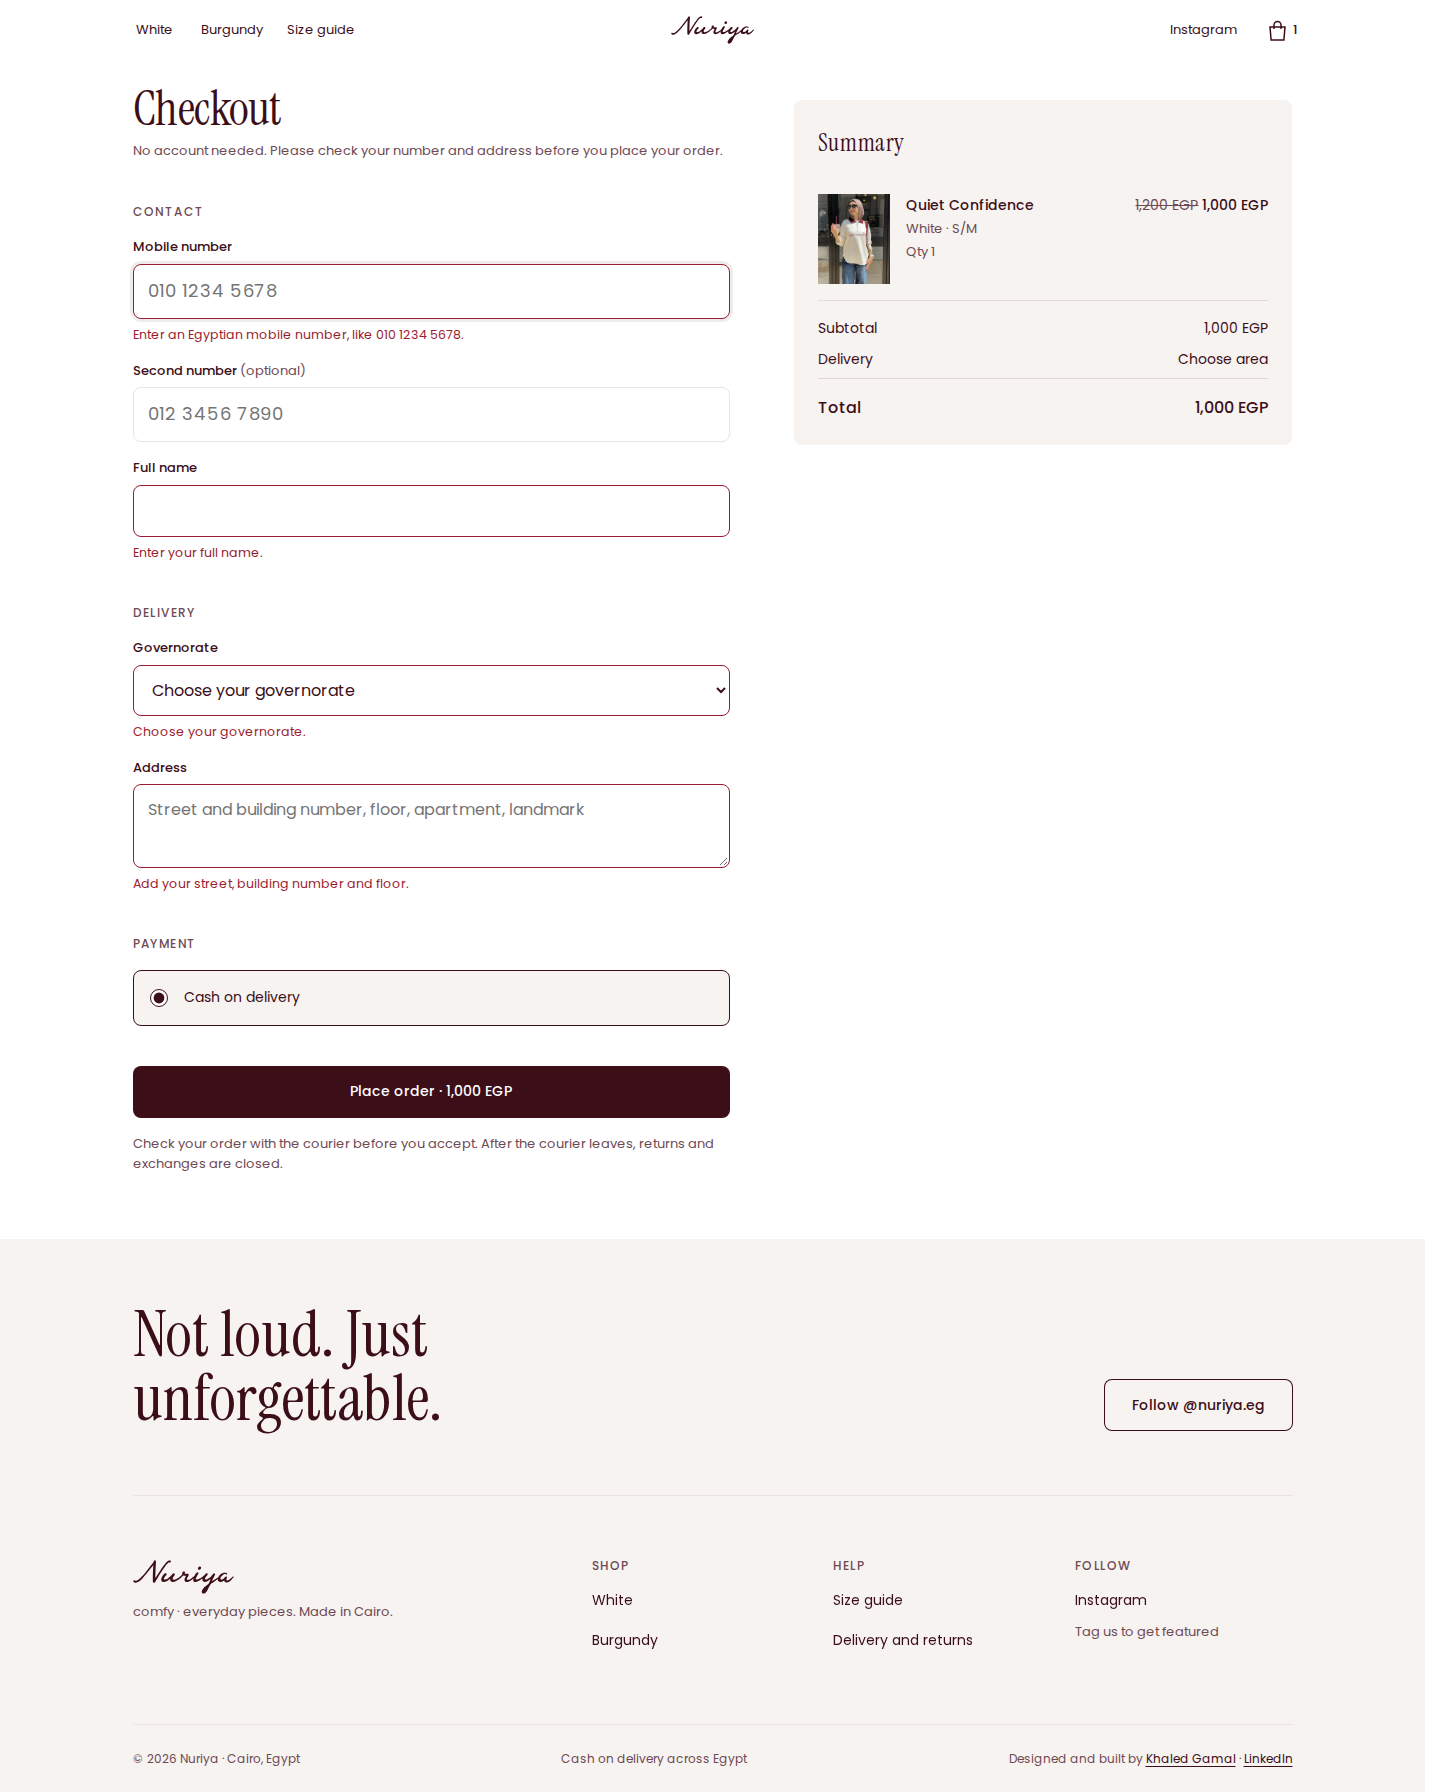 White
Burgundy
Size guide
Nuriya
Instagram
1
Checkout
No account needed. Please check your number and address before you place your order.
CONTACT
Mobile number
010 1234 5678
Enter an Egyptian mobile number, like 010 1234 5678.
Second number (optional)
012 3456 7890
Full name
Enter your full name.
DELIVERY
Governorate
Choose your governorate
Choose your governorate.
Address
Street and building number, floor, apartment, landmark
Add your street, building number and floor.
PAYMENT
Cash on delivery
Place order · 1,000 EGP
Check your order with the courier before you accept. After the courier leaves, returns and
exchanges are closed.
Summary
Quiet Confidence
1,200 EGP 1,000 EGP
White · S/M
Qty 1
Subtotal
1,000 EGP
Delivery
Choose area
Total
1,000 EGP
Not loud. Just
unforgettable.
Follow @nuriya.eg
Nuriya
comfy · everyday pieces. Made in Cairo.
SHOP
White
Burgundy
HELP
Size guide
Delivery and returns
FOLLOW
Instagram
Tag us to get featured
© 2026 Nuriya · Cairo, Egypt
Cash on delivery across Egypt
Designed and built by Khaled Gamal · LinkedIn